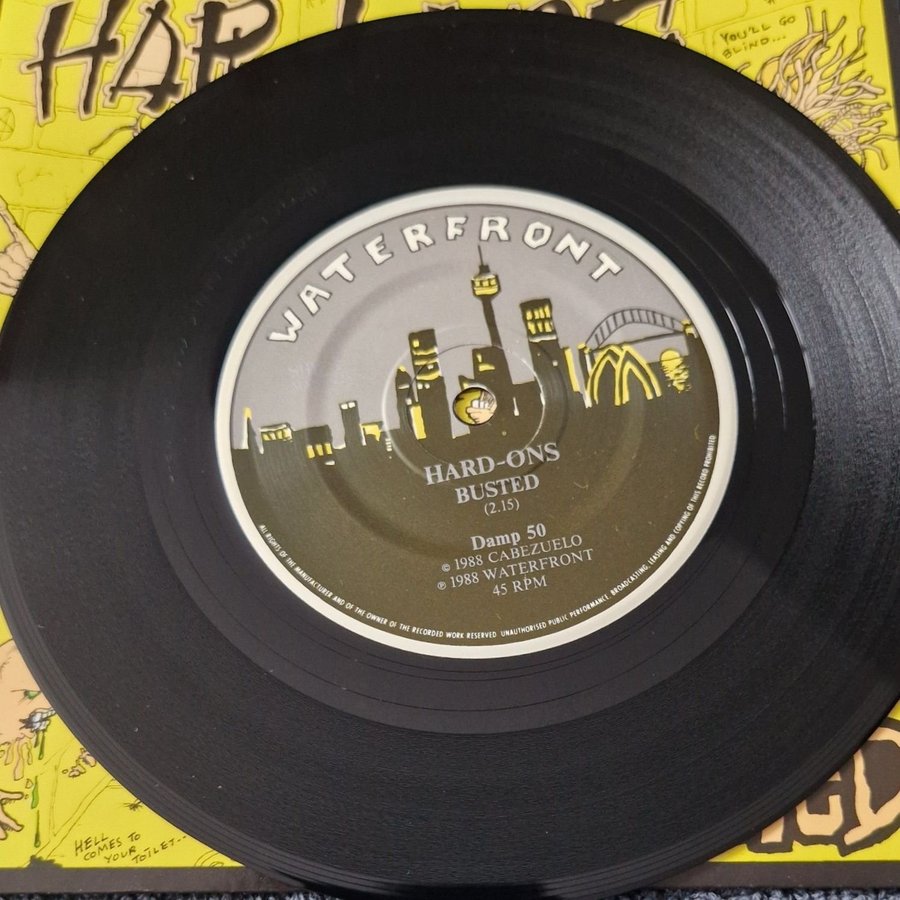 YOU'LL GO
BLIND...
WATERFRONT
HARD-ONS
BUSTED
(2.15)
Damp 50
© 1988 CABEZUELO
℗ 1988 WATERFRONT
45 RPM
ALL RIGHTS OF THE MANUFACTURER AND OF THE OWNER OF THE RECORDED WORK RESERVED UNAUTHORISED PUBLIC PERFORMANCE, BROADCASTING, LEASING AND COPYING OF THIS RECORD PROHIBITED
HELL
COMES TO
YOUR
TOILET..